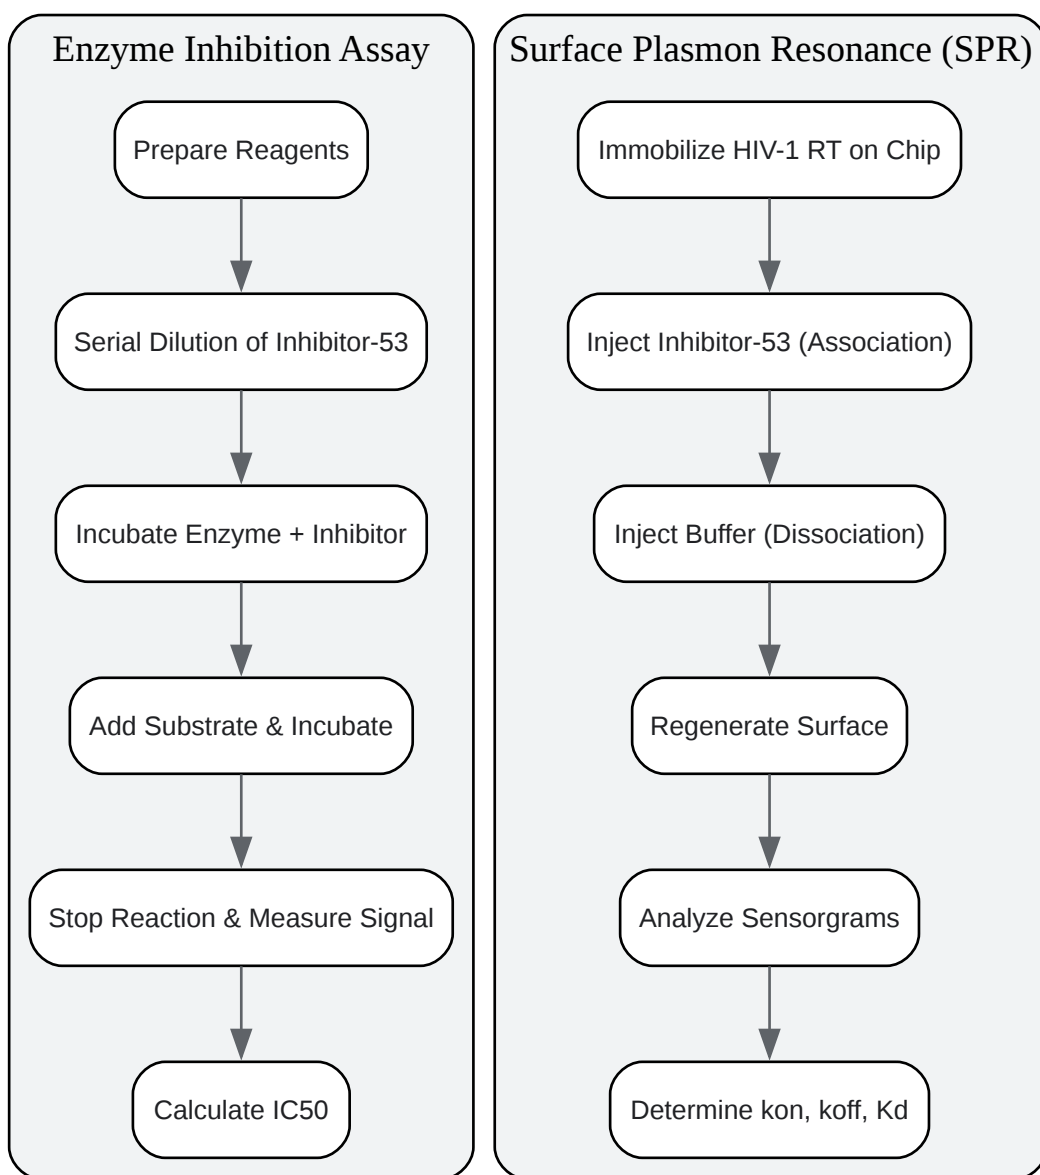 Enzyme Inhibition Assay
Prepare Reagents
Serial Dilution of Inhibitor-53
Incubate Enzyme + Inhibitor
Add Substrate & Incubate
Stop Reaction & Measure Signal
Calculate IC50
Surface Plasmon Resonance (SPR)
Immobilize HIV-1 RT on Chip
Inject Inhibitor-53 (Association)
Inject Buffer (Dissociation)
Regenerate Surface
Analyze Sensorgrams
Determine kon, koff, Kd